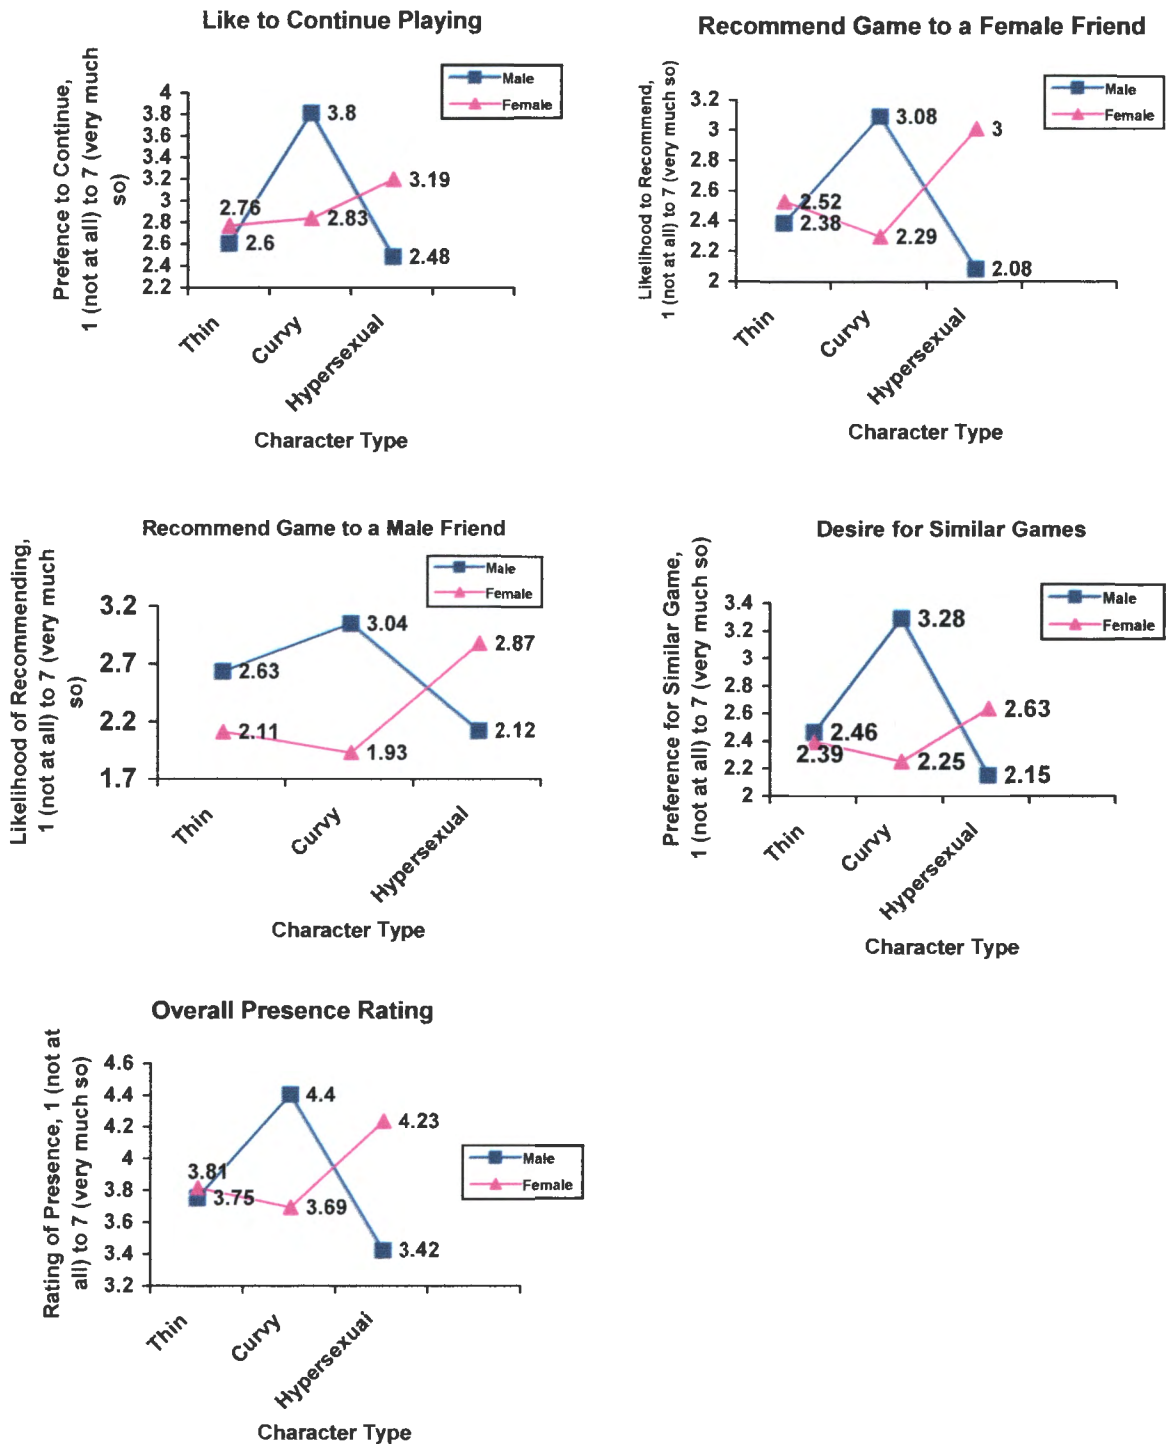 Like to Continue Playing
Prefence to Continue,
1 (not at all) to 7 (very much
so)
4
3.8
3.6
3.4
3.2
3
2.8
2.6
2.4
2.2
Male
Female
3.8
3.19
2.76
2.83
2.6
2.48
Thin
Curvy
Hypersexual
Character Type
Recommend Game to a Female Friend
Likelihood to Recommend,
1 (not at all) to 7 (very much so)
3.2
3
2.8
2.6
2.4
2.2
2
Male
Female
3.08
3
2.52
2.38
2.29
2.08
Thin
Curvy
Hypersexual
Character Type
Recommend Game to a Male Friend
Likelihood of Recommending,
1 (not at all) to 7 (very much
so)
3.2
2.7
2.2
1.7
Male
Female
3.04
2.87
2.63
2.11
2.12
1.93
Thin
Curvy
Hypersexual
Character Type
Desire for Similar Games
Preference for Similar Game,
1 (not at all) to 7 (very much so)
3.4
3.2
3
2.8
2.6
2.4
2.2
2
Male
Female
3.28
2.63
2.46
2.39
2.25
2.15
Thin
Curvy
Hypersexual
Character Type
Overall Presence Rating
Rating of Presence, 1 (not at
all) to 7 (very much so)
4.6
4.4
4.2
4
3.8
3.6
3.4
3.2
Male
Female
4.4
4.23
3.81
3.75
3.69
3.42
Thin
Curvy
Hypersexual
Character Type